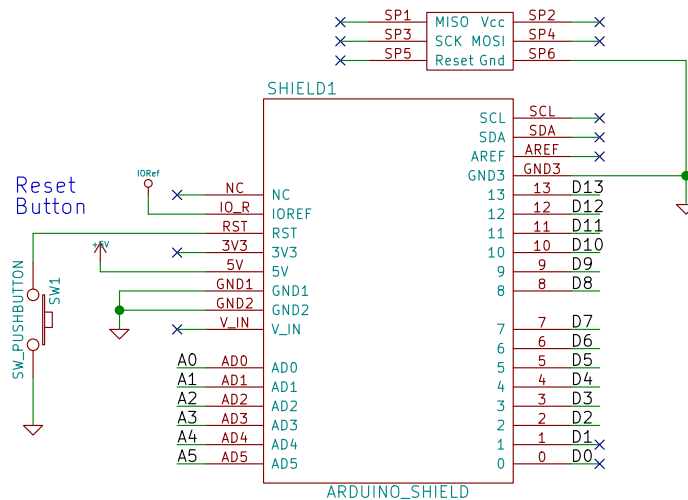 SP1 MISO Vcc SP2
SP3 SCK MOSI SP4
SP5 Reset Gnd SP6
SHIELD1
SCL SCL
SDA SDA
AREF AREF
GND3 GND3
IORef
Reset
Button
NC NC 13 13 D13
IO_R IOREF 12 12 D12
RST RST 11 11 D11
+5V 3V3 3V3 10 10 D10
5V 5V 9 9 D9
GND1 GND1 8 8 D8
GND2 GND2
V_IN V_IN 7 7 D7
SW_PUSHBUTTON
SW1
6 6 D6
A0 AD0 AD0 5 5 D5
A1 AD1 AD1 4 4 D4
A2 AD2 AD2 3 3 D3
A3 AD3 AD3 2 2 D2
A4 AD4 AD4 1 1 D1
A5 AD5 AD5 0 0 D0
ARDUINO_SHIELD